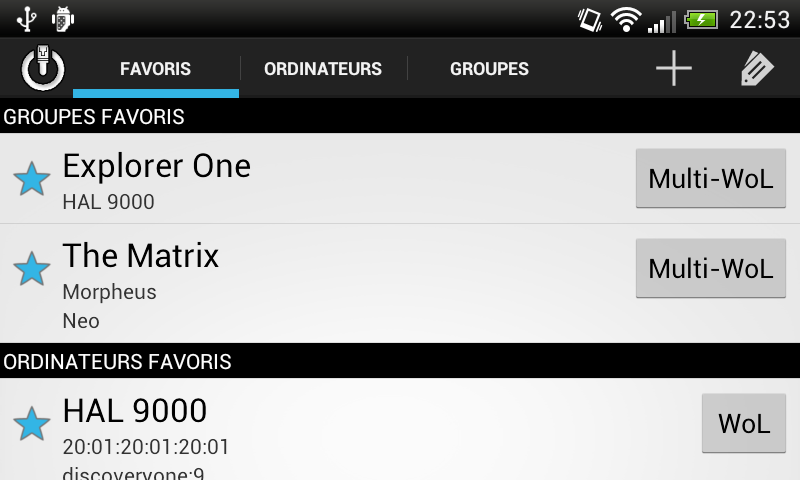 22:53
FAVORIS
ORDINATEURS
GROUPES
GROUPES FAVORIS
Explorer One
HAL 9000
Multi-WoL
The Matrix
Morpheus
Neo
Multi-WoL
ORDINATEURS FAVORIS
HAL 9000
20:01:20:01:20:01
discoveryone:9
WoL